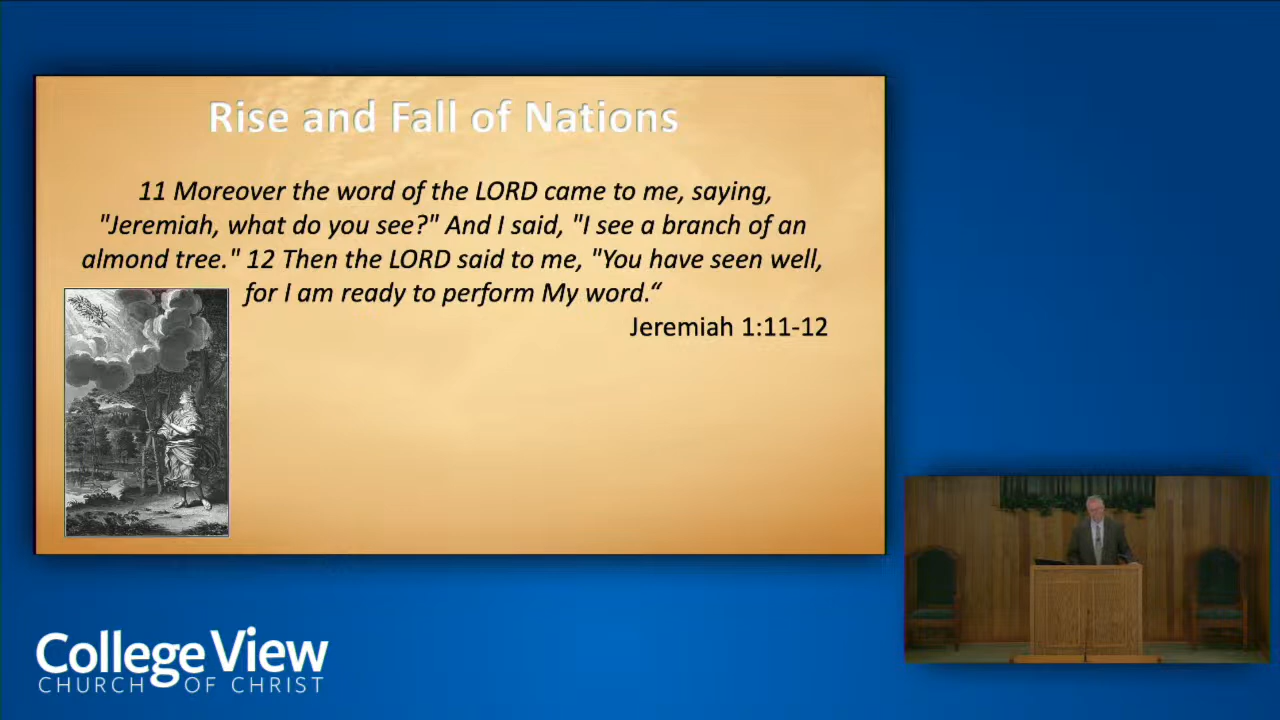 Rise and Fall of Nations
11 Moreover the word of the LORD came to me, saying,
"Jeremiah, what do you see?" And I said, "I see a branch of an
almond tree." 12 Then the LORD said to me, "You have seen well,
for I am ready to perform My word.“
Jeremiah 1:11-12
College View
CHURCH OF CHRIST